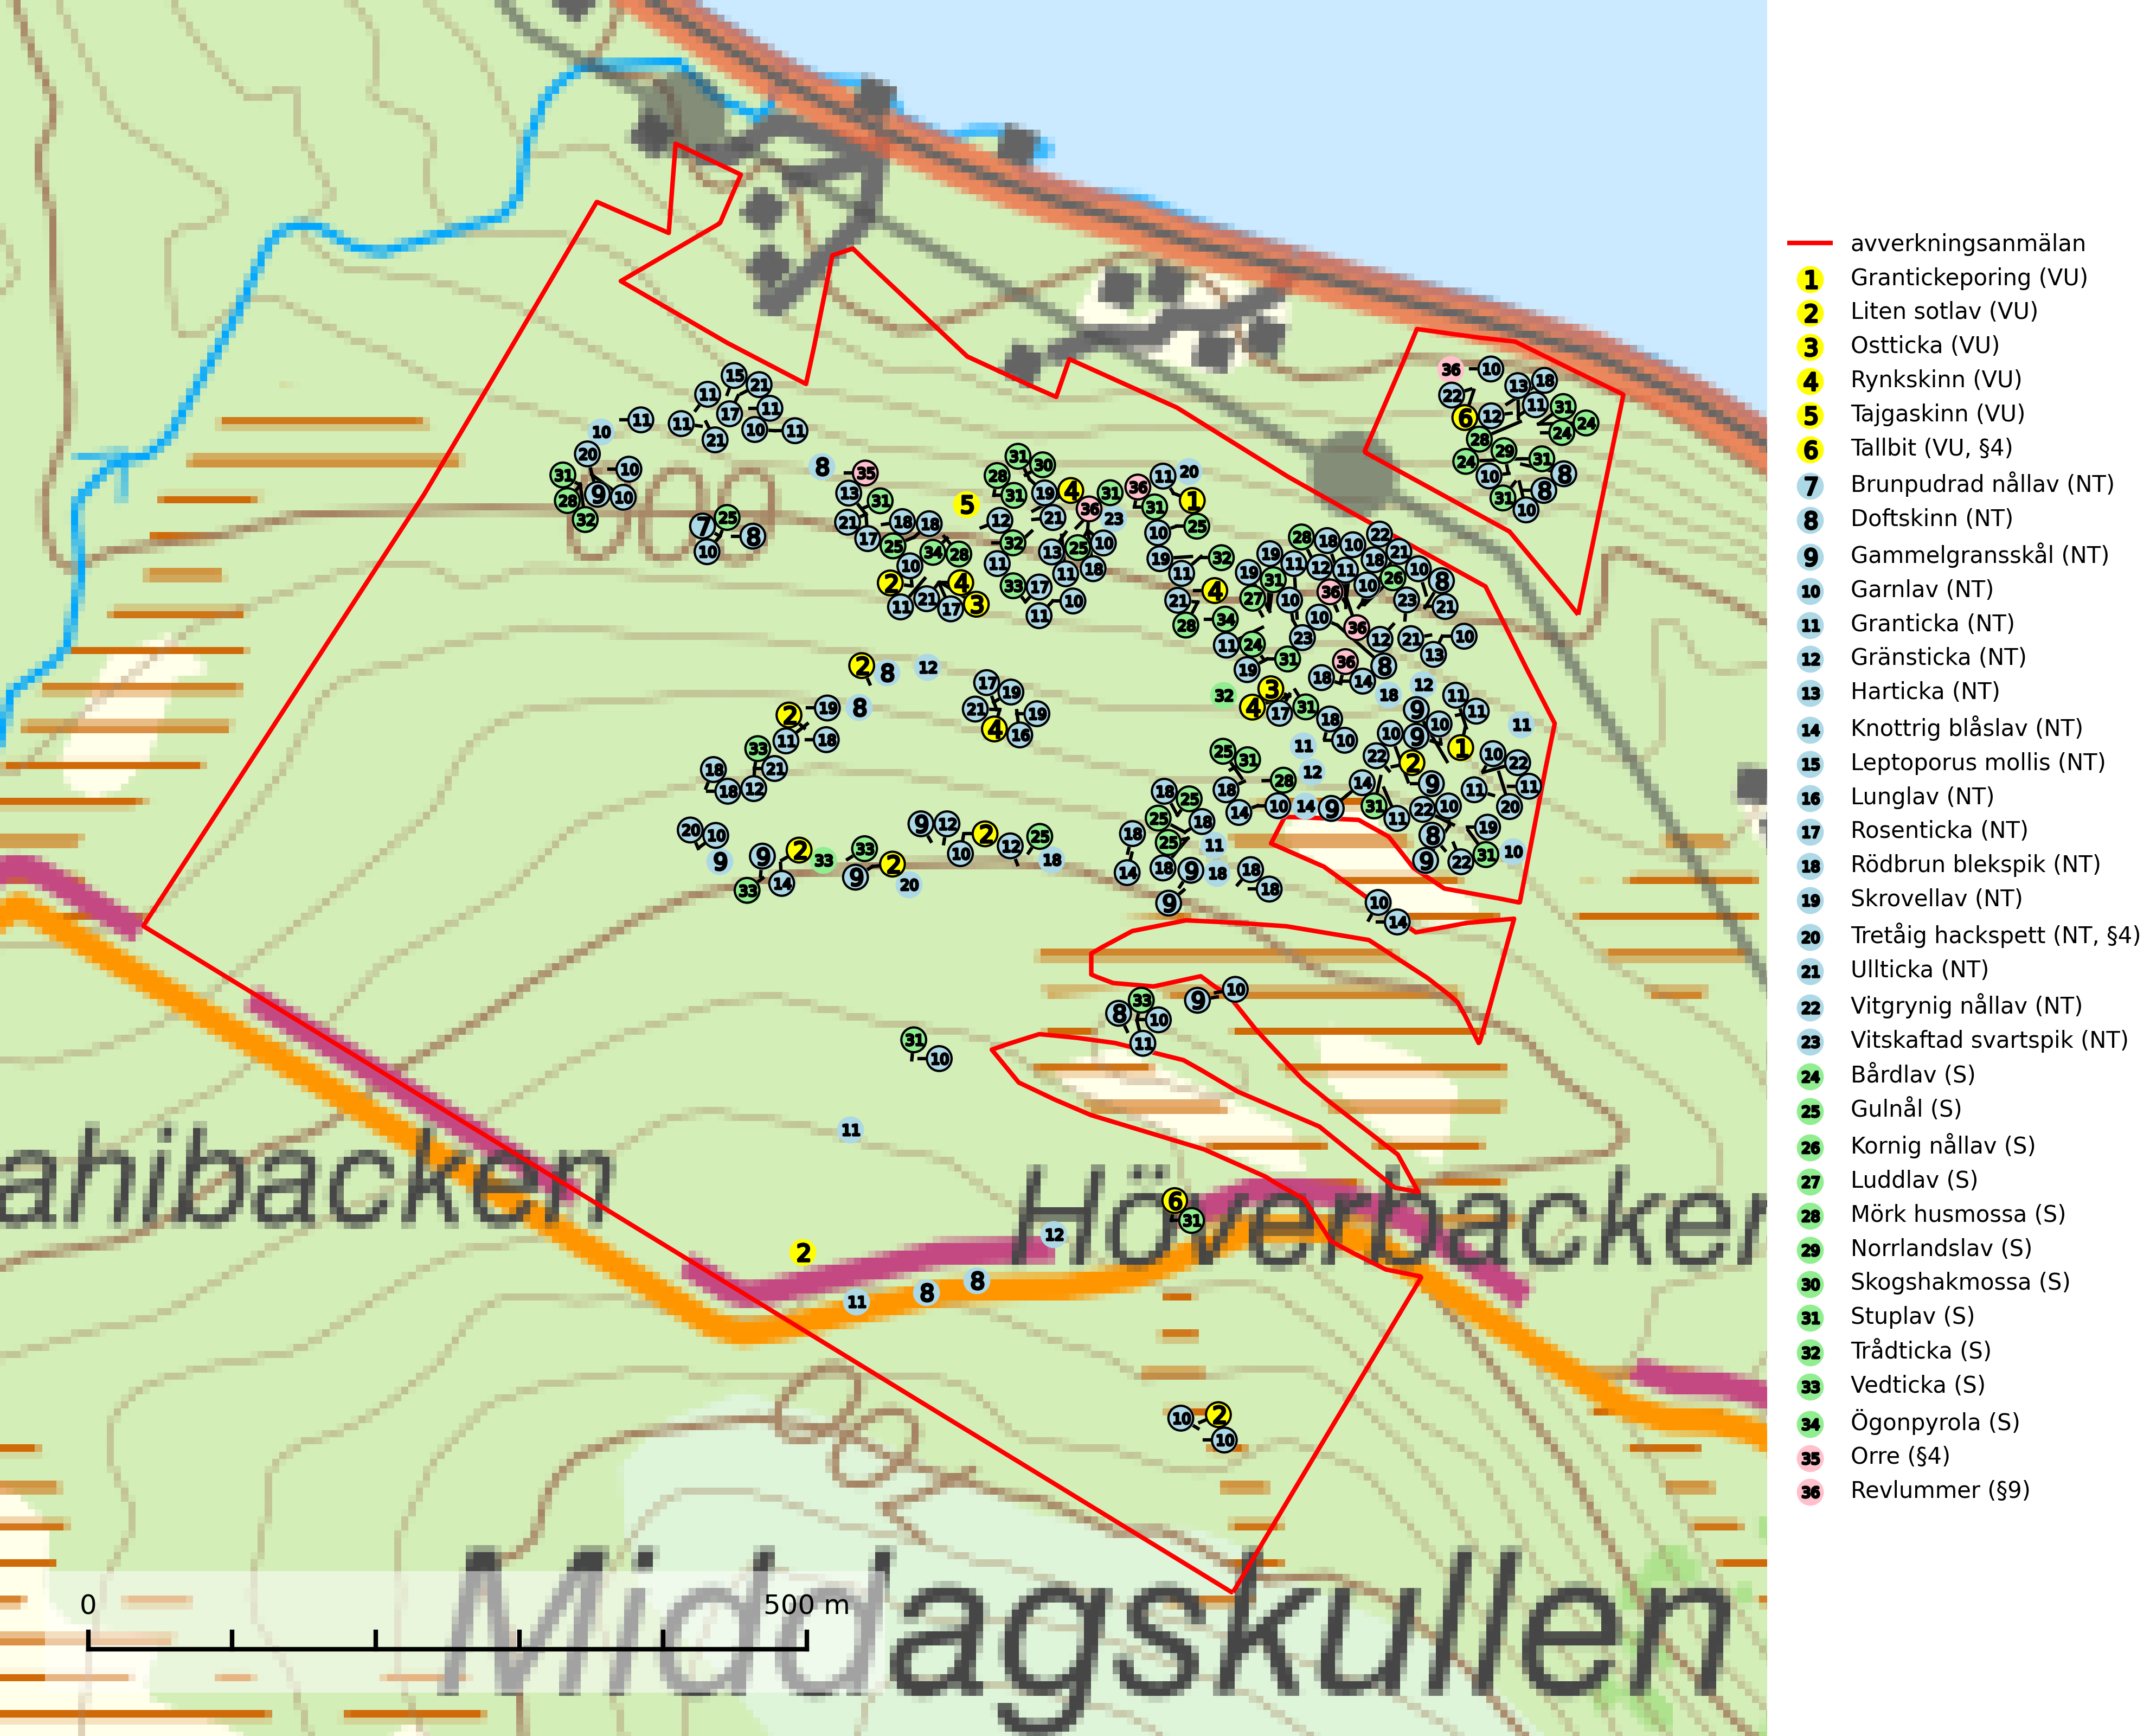 avverkningsanmälan
1 Grantickeporing (VU)
2 Liten sotlav (VU)
3 Ostticka (VU)
4 Rynkskinn (VU)
5 Tajgaskinn (VU)
6 Tallbit (VU, §4)
7 Brunpudrad nållav (NT)
8 Doftskinn (NT)
9 Gammelgransskål (NT)
10 Garnlav (NT)
11 Granticka (NT)
12 Gränsticka (NT)
13 Harticka (NT)
14 Knottrig blåslav (NT)
15 Leptoporus mollis (NT)
16 Lunglav (NT)
17 Rosenticka (NT)
18 Rödbrun blekspik (NT)
19 Skrovellav (NT)
20 Tretåig hackspett (NT, §4)
21 Ullticka (NT)
22 Vitgrynig nållav (NT)
23 Vitskaftad svartspik (NT)
24 Bårdlav (S)
25 Gulnål (S)
26 Kornig nållav (S)
27 Luddlav (S)
28 Mörk husmossa (S)
29 Norrlandslav (S)
30 Skogshakmossa (S)
31 Stuplav (S)
32 Trådticka (S)
33 Vedticka (S)
34 Ögonpyrola (S)
35 Orre (§4)
36 Revlummer (§9)
ahibacken
Höverbacken
Middagskullen
0 500 m